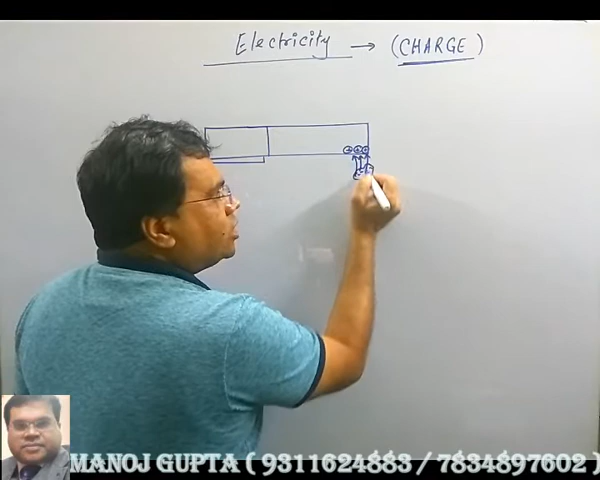 Electricity → (CHARGE)
MANOJ GUPTA ( 9311624883 / 7834897602 )